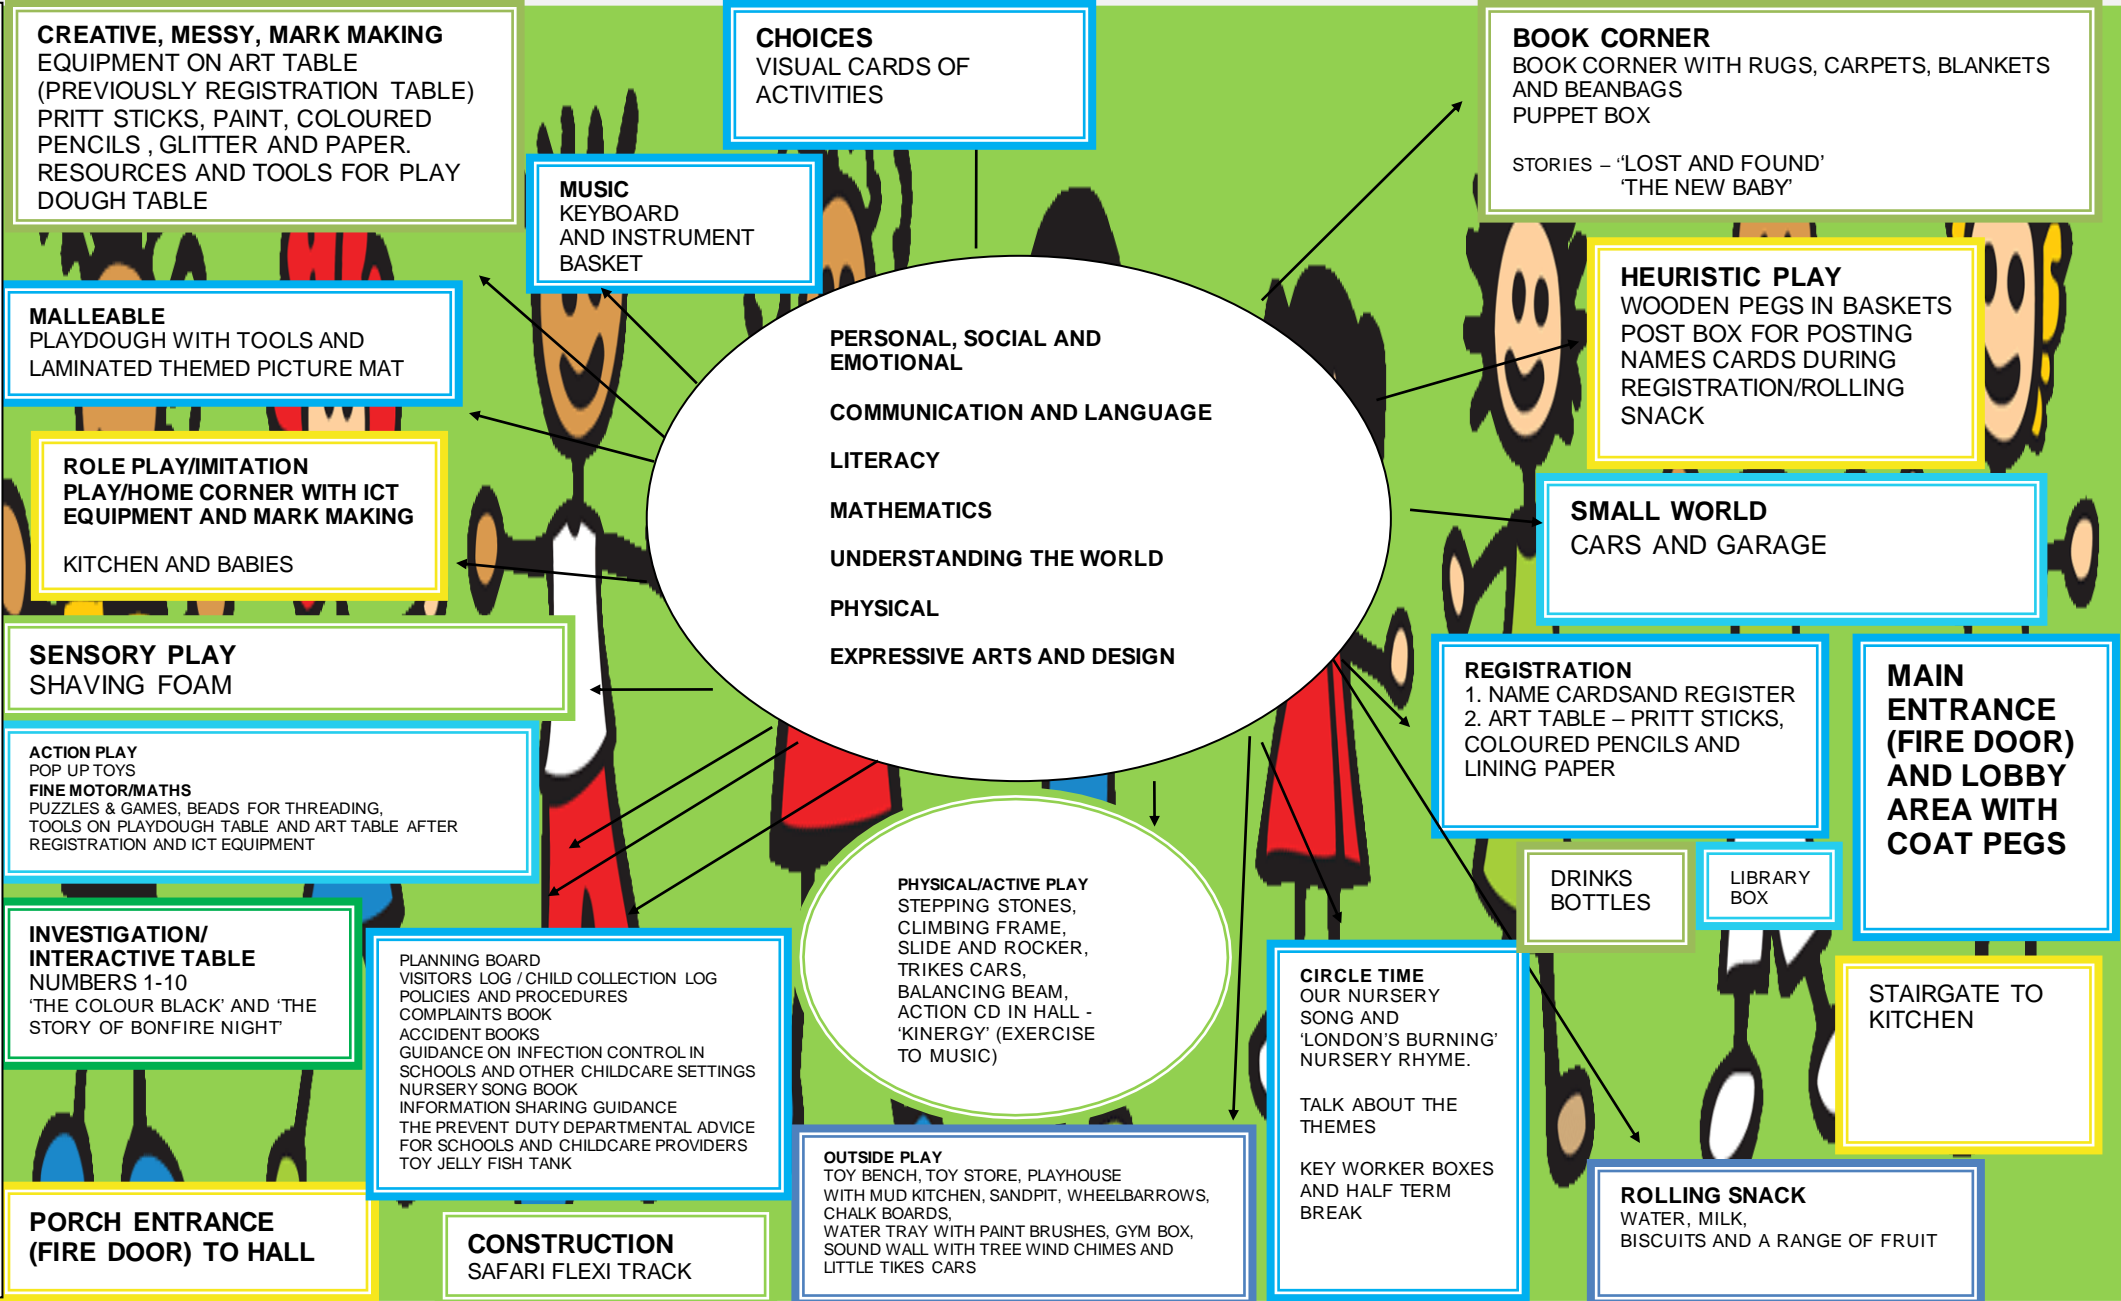 CREATIVE, MESSY, MARK MAKING
EQUIPMENT ON ART TABLE
(PREVIOUSLY REGISTRATION TABLE)
PRITT STICKS, PAINT, COLOURED
PENCILS , GLITTER AND PAPER.
RESOURCES AND TOOLS FOR PLAY
DOUGH TABLE
CHOICES
VISUAL CARDS OF
ACTIVITIES
BOOK CORNER
BOOK CORNER WITH RUGS, CARPETS, BLANKETS
AND BEANBAGS
PUPPET BOX
STORIES – ‘‘LOST AND FOUND’
‘THE NEW BABY’
MUSIC
KEYBOARD
AND INSTRUMENT
BASKET
HEURISTIC PLAY
WOODEN PEGS IN BASKETS
POST BOX FOR POSTING
NAMES CARDS DURING
REGISTRATION/ROLLING
SNACK
MALLEABLE
PLAYDOUGH WITH TOOLS AND
LAMINATED THEMED PICTURE MAT
PERSONAL, SOCIAL AND
EMOTIONAL
COMMUNICATION AND LANGUAGE
LITERACY
MATHEMATICS
UNDERSTANDING THE WORLD
PHYSICAL
EXPRESSIVE ARTS AND DESIGN
ROLE PLAY/IMITATION
PLAY/HOME CORNER WITH ICT
EQUIPMENT AND MARK MAKING
KITCHEN AND BABIES
SMALL WORLD
CARS AND GARAGE
SENSORY PLAY
SHAVING FOAM
REGISTRATION
1. NAME CARDSAND REGISTER
2. ART TABLE – PRITT STICKS,
COLOURED PENCILS AND
LINING PAPER
MAIN
ENTRANCE
(FIRE DOOR)
AND LOBBY
AREA WITH
COAT PEGS
ACTION PLAY
POP UP TOYS
FINE MOTOR/MATHS
PUZZLES & GAMES, BEADS FOR THREADING,
TOOLS ON PLAYDOUGH TABLE AND ART TABLE AFTER
REGISTRATION AND ICT EQUIPMENT
DRINKS
BOTTLES
LIBRARY
BOX
PHYSICAL/ACTIVE PLAY
STEPPING STONES,
CLIMBING FRAME,
SLIDE AND ROCKER,
TRIKES CARS,
BALANCING BEAM,
ACTION CD IN HALL -
‘KINERGY’ (EXERCISE
TO MUSIC)
INVESTIGATION/
INTERACTIVE TABLE
NUMBERS 1-10
‘THE COLOUR BLACK’ AND ‘THE
STORY OF BONFIRE NIGHT’
PLANNING BOARD
VISITORS LOG / CHILD COLLECTION LOG
POLICIES AND PROCEDURES
COMPLAINTS BOOK
ACCIDENT BOOKS
GUIDANCE ON INFECTION CONTROL IN
SCHOOLS AND OTHER CHILDCARE SETTINGS
NURSERY SONG BOOK
INFORMATION SHARING GUIDANCE
THE PREVENT DUTY DEPARTMENTAL ADVICE
FOR SCHOOLS AND CHILDCARE PROVIDERS
TOY JELLY FISH TANK
CIRCLE TIME
OUR NURSERY
SONG AND
‘LONDON’S BURNING’
NURSERY RHYME.
TALK ABOUT THE
THEMES
KEY WORKER BOXES
AND HALF TERM
BREAK
STAIRGATE TO
KITCHEN
OUTSIDE PLAY
TOY BENCH, TOY STORE, PLAYHOUSE
WITH MUD KITCHEN, SANDPIT, WHEELBARROWS,
CHALK BOARDS,
WATER TRAY WITH PAINT BRUSHES, GYM BOX,
SOUND WALL WITH TREE WIND CHIMES AND
LITTLE TIKES CARS
ROLLING SNACK
WATER, MILK,
BISCUITS AND A RANGE OF FRUIT
PORCH ENTRANCE
(FIRE DOOR) TO HALL
CONSTRUCTION
SAFARI FLEXI TRACK